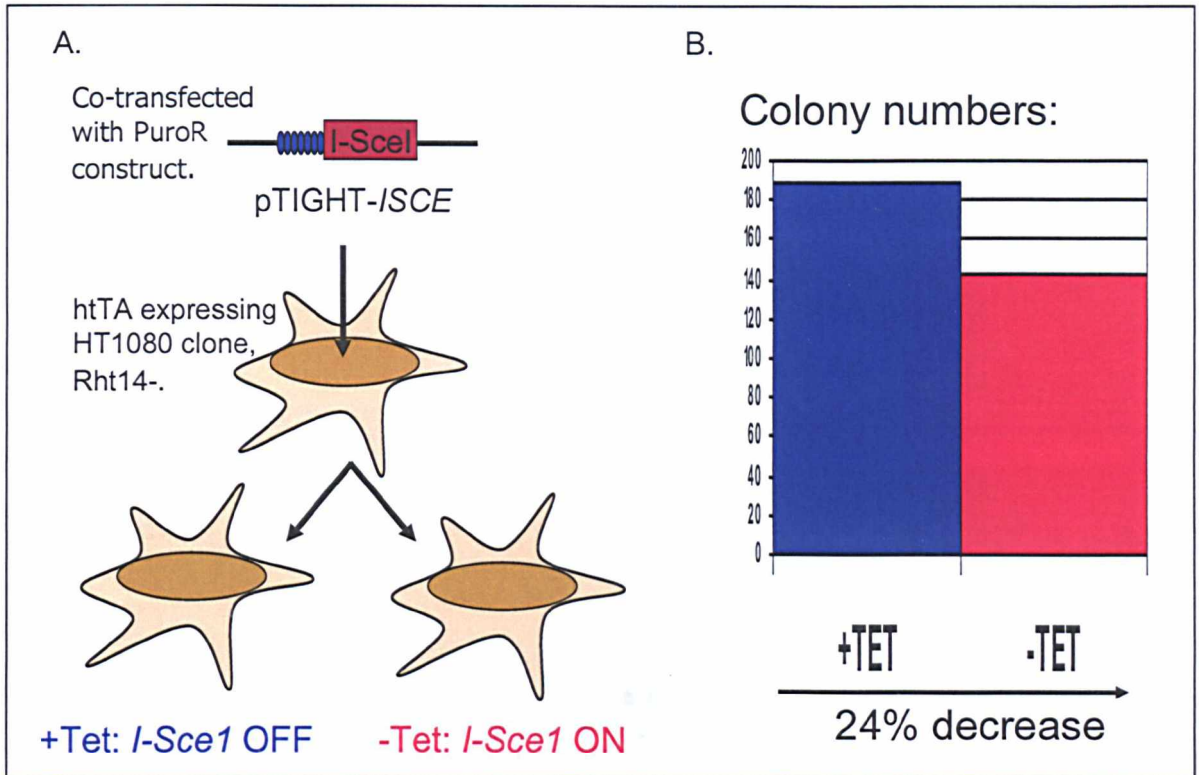 A.
Co-transfected
with PuroR
construct.
I-SceI
pTIGHT-ISCE
htTA expressing
HT1080 clone,
Rht14-.
+Tet: I-Sce1 OFF
-Tet: I-Sce1 ON
B.
Colony numbers:
200
180
160
140
120
100
80
60
40
20
0
+TET
-TET
24% decrease